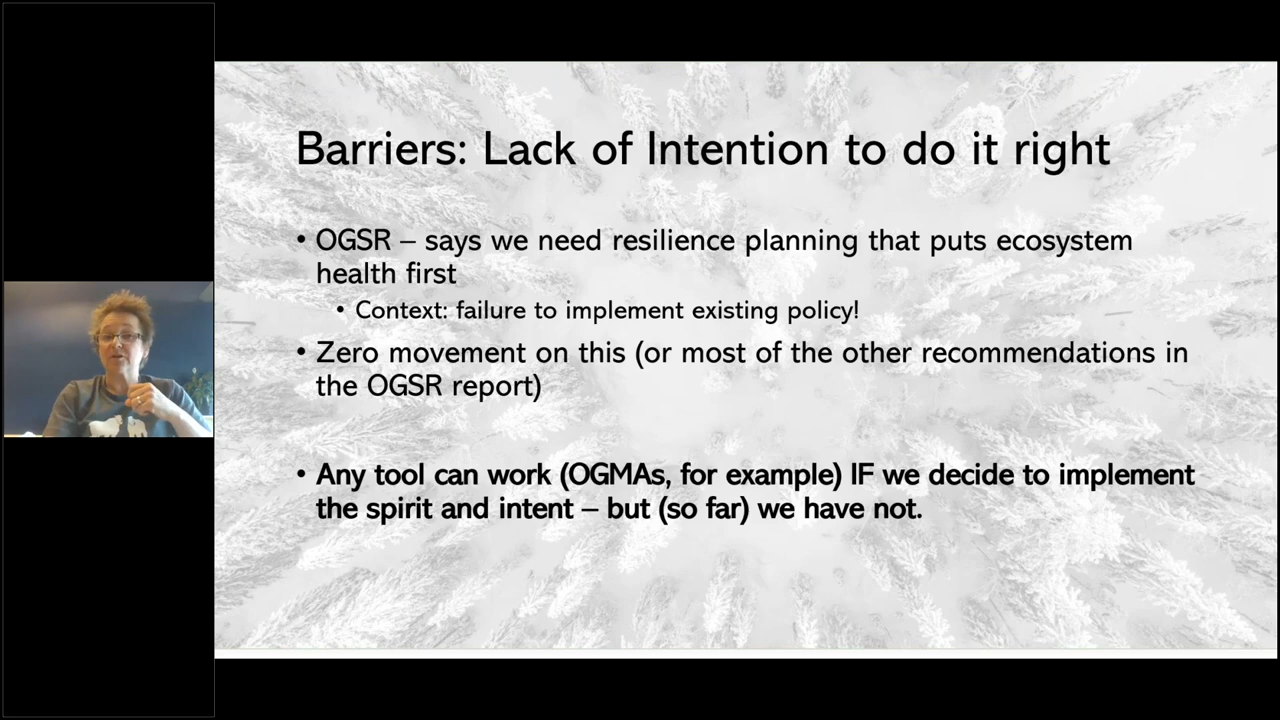 Barriers: Lack of Intention to do it right
• OGSR – says we need resilience planning that puts ecosystem
health first
• Context: failure to implement existing policy!
• Zero movement on this (or most of the other recommendations in
the OGSR report)
• Any tool can work (OGMAs, for example) IF we decide to implement
the spirit and intent – but (so far) we have not.